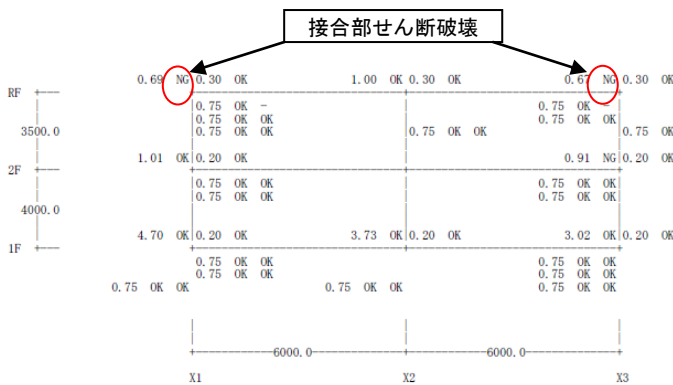 接合部せん断破壊
0.69 NG 0.30 OK 1.00 OK 0.30 OK 0.67 NG 0.30 OK
RF
0.75 OK - 0.75 OK -
0.75 OK OK 0.75 OK OK
3500.0 0.75 OK OK 0.75 OK OK 0.75 OK
1.01 OK 0.20 OK 0.91 NG 0.20 OK
2F
0.75 OK OK 0.75 OK OK
0.75 OK OK 0.75 OK OK
4000.0
4.70 OK 0.20 OK 3.73 OK 0.20 OK 3.02 OK 0.20 OK
1F
0.75 OK OK 0.75 OK OK
0.75 OK OK 0.75 OK OK
0.75 OK OK 0.75 OK OK 0.75 OK OK
6000.0 6000.0
X1 X2 X3